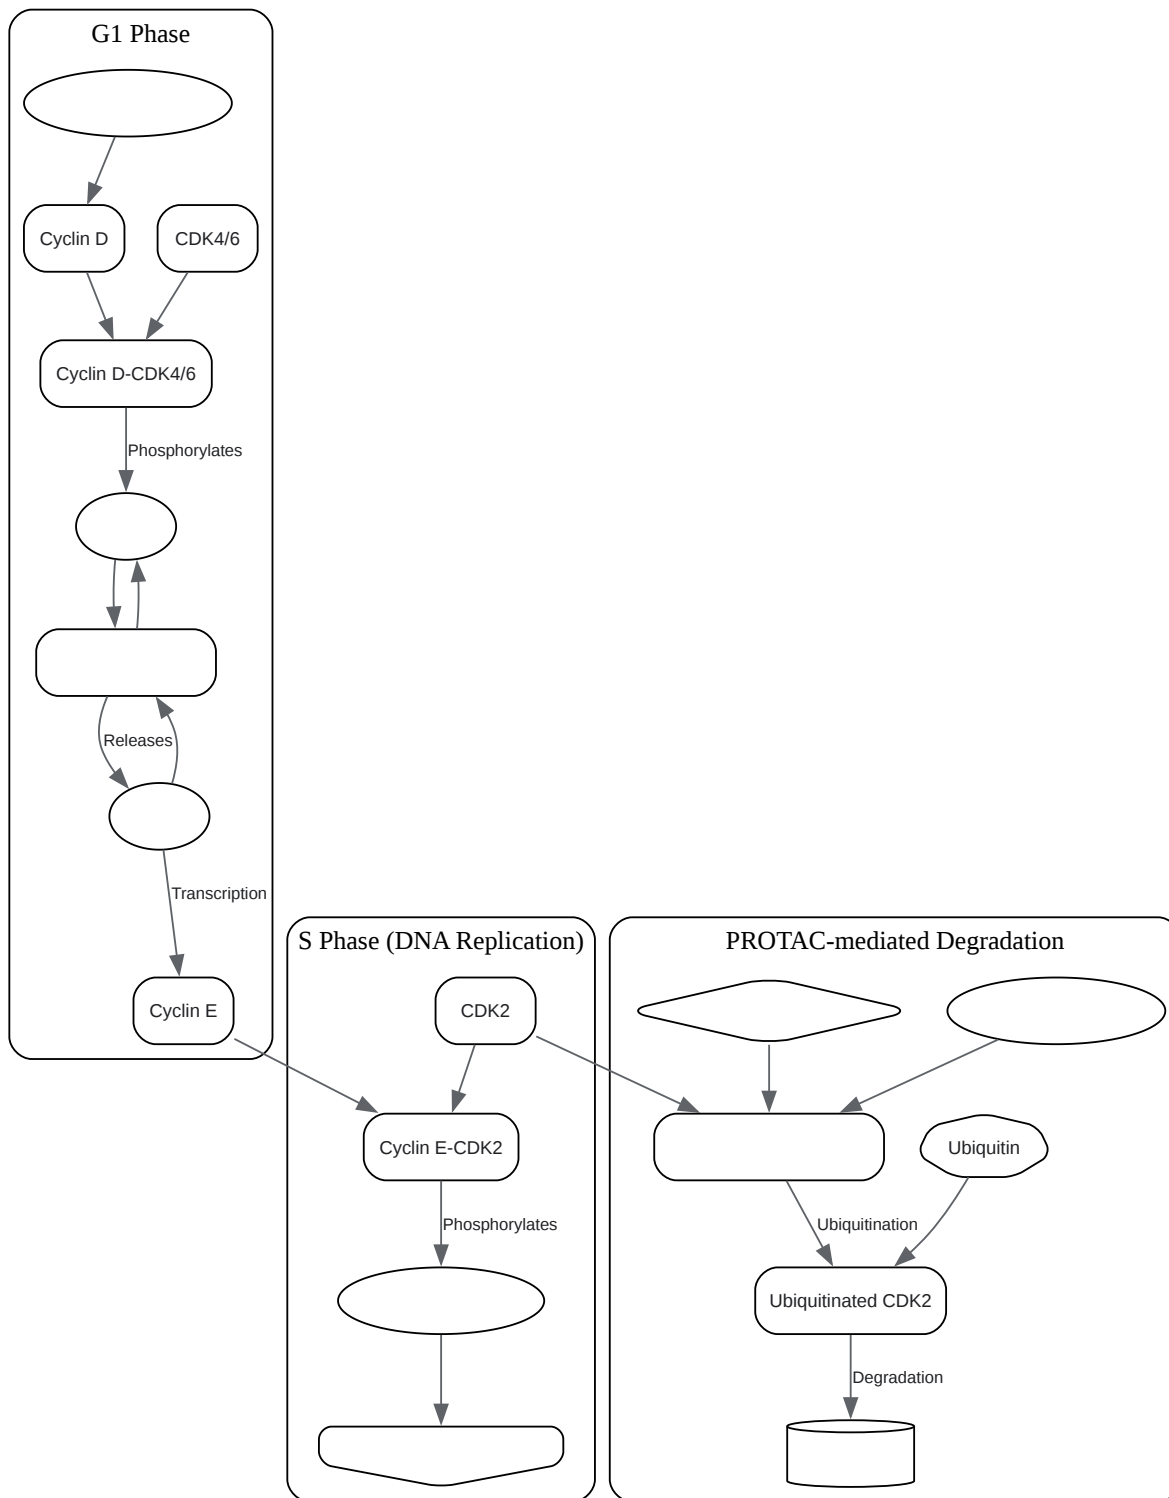 G1 Phase
Cyclin D
CDK4/6
Cyclin D-CDK4/6
Phosphorylates
Releases
Transcription
Cyclin E
S Phase (DNA Replication)
CDK2
Cyclin E-CDK2
Phosphorylates
PROTAC-mediated Degradation
Ubiquitin
Ubiquitination
Ubiquitinated CDK2
Degradation